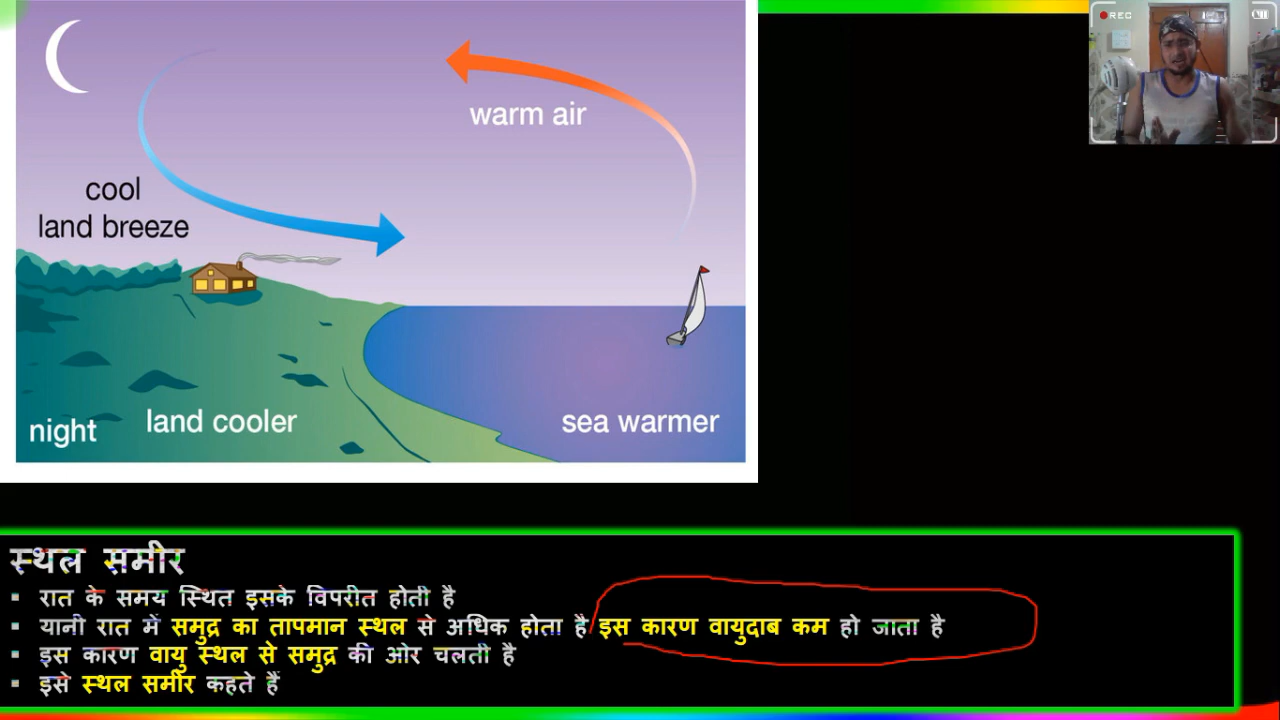 REC
warm air
cool
land breeze
night
land cooler
sea warmer
स्थल समीर
▪ रात के समय स्थित इसके विपरीत होती है
▪ यानी रात में समुद्र का तापमान स्थल से अधिक होता है इस कारण वायुदाब कम हो जाता है
▪ इस कारण वायु स्थल से समुद्र की ओर चलती है
▪ इसे स्थल समीर कहते हैं